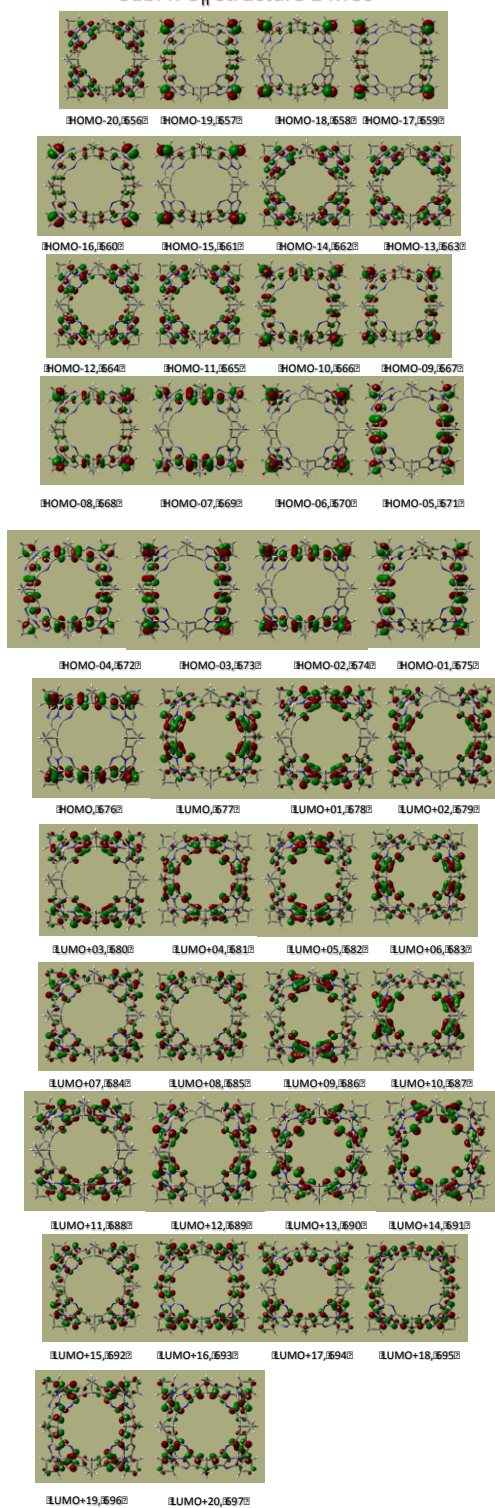 Structure
HOMO-20, 656 HOMO-19, 657 HOMO-18, 658 HOMO-17, 659
HOMO-16, 660 HOMO-15, 661 HOMO-14, 662 HOMO-13, 663
HOMO-12, 664 HOMO-11, 665 HOMO-10, 666 HOMO-09, 667
HOMO-08, 668 HOMO-07, 669 HOMO-06, 670 HOMO-05, 671
HOMO-04, 672 HOMO-03, 673 HOMO-02, 674 HOMO-01, 675
HOMO, 676 LUMO, 677 LUMO+01, 678 LUMO+02, 679
LUMO+03, 680 LUMO+04, 681 LUMO+05, 682 LUMO+06, 683
LUMO+07, 684 LUMO+08, 685 LUMO+09, 686 LUMO+10, 687
LUMO+11, 688 LUMO+12, 689 LUMO+13, 690 LUMO+14, 691
LUMO+15, 692 LUMO+16, 693 LUMO+17, 694 LUMO+18, 695
LUMO+19, 696 LUMO+20, 697